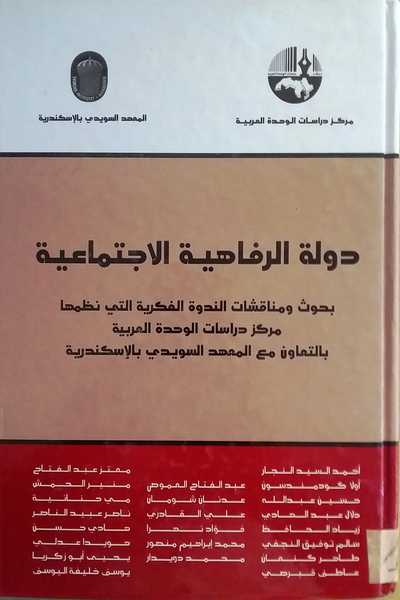 مركز دراسات الوحدة العربية
المعهد السويدي بالإسكندرية
دولة الرفاهية الاجتماعية
بحوث ومناقشات الندوة الفكرية التي نظمها
مركز دراسات الوحدة العربية
بالتعاون مع المعهد السويدي بالإسكندرية
أحمد السيد النجار
أولا كودمندسون
حسين عبدالله
دلال عبد الهادي
زياد الحافظ
سالم توفيق النجفي
طاهر كنعان
عاطف قبرصي
عبد الفتاح العموص
عدنان شومان
علي القادري
فؤاد نهرا
محمد إبراهيم منصور
محمد دويدار
معتز عبد الفتاح
منير الحمش
مي حنانية
ناصر عبيد الناصر
هادي حسن
هويدا عدلي
يحيى أبو زكريا
يوسف خليفة اليوسف